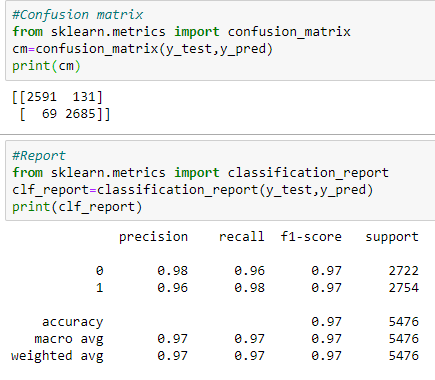 #Confusion matrix
from sklearn.metrics import confusion_matrix
cm=confusion_matrix(y_test,y_pred)
print(cm)
[[2591  131]
 [  69 2685]]
#Report
from sklearn.metrics import classification_report
clf_report=classification_report(y_test,y_pred)
print(clf_report)
              precision    recall  f1-score   support
           0       0.98      0.96      0.97      2722
           1       0.96      0.98      0.97      2754
    accuracy                           0.97      5476
   macro avg       0.97      0.97      0.97      5476
weighted avg       0.97      0.97      0.97      5476